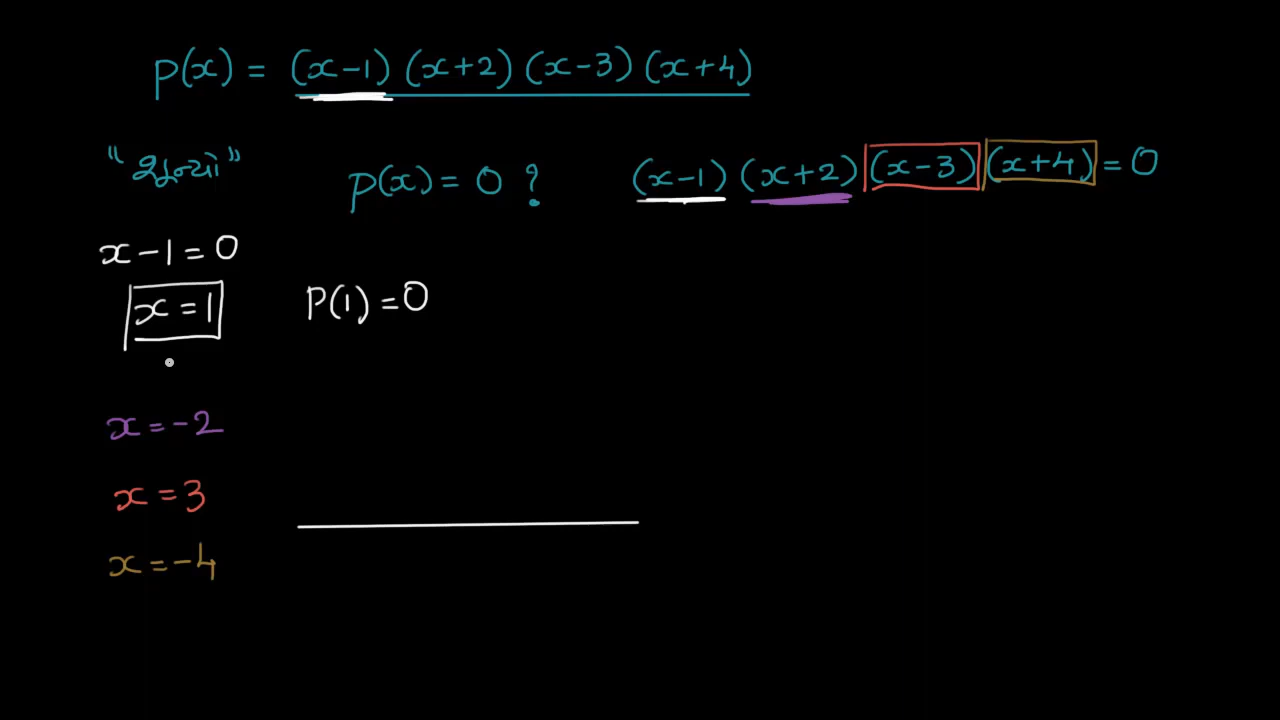 P(x) = (x-1) (x+2) (x-3) (x+4)
P(x) = 0 ?
(x-1) (x+2) (x-3) (x+4) = 0
x - 1 = 0
x = 1
P(1) = 0
x = -2
x = 3
x = -4